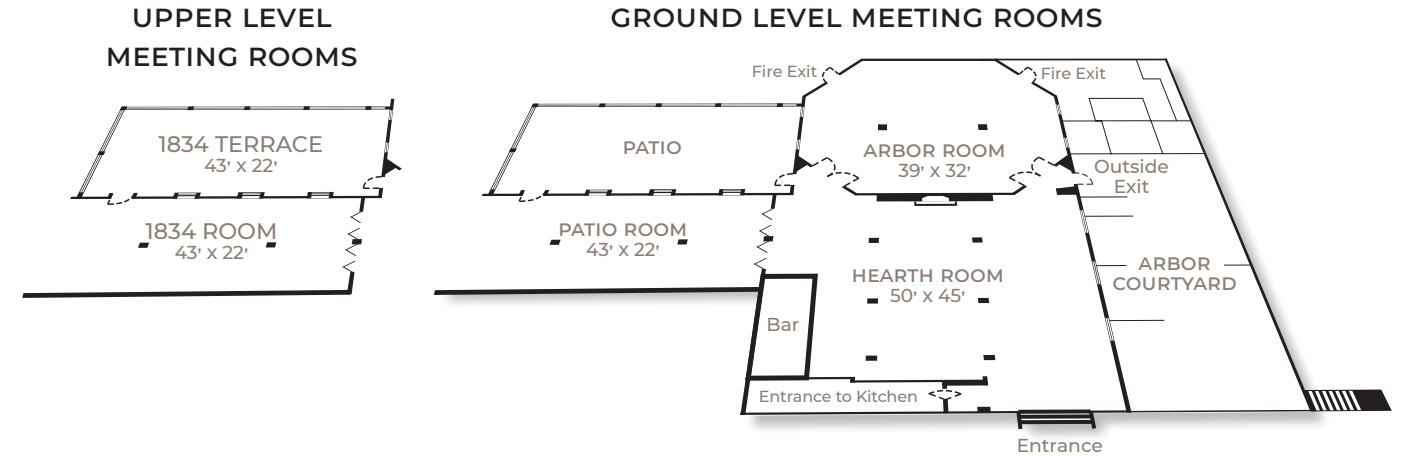 UPPER LEVEL
MEETING ROOMS
1834 TERRACE
43’ x 22’
1834 ROOM
43’ x 22’
GROUND LEVEL MEETING ROOMS
Fire Exit
Fire Exit
PATIO
ARBOR ROOM
39’ x 32’
Outside
Exit
PATIO ROOM
43’ x 22’
HEARTH ROOM
50’ x 45’
ARBOR
COURTYARD
Bar
Entrance to Kitchen
Entrance